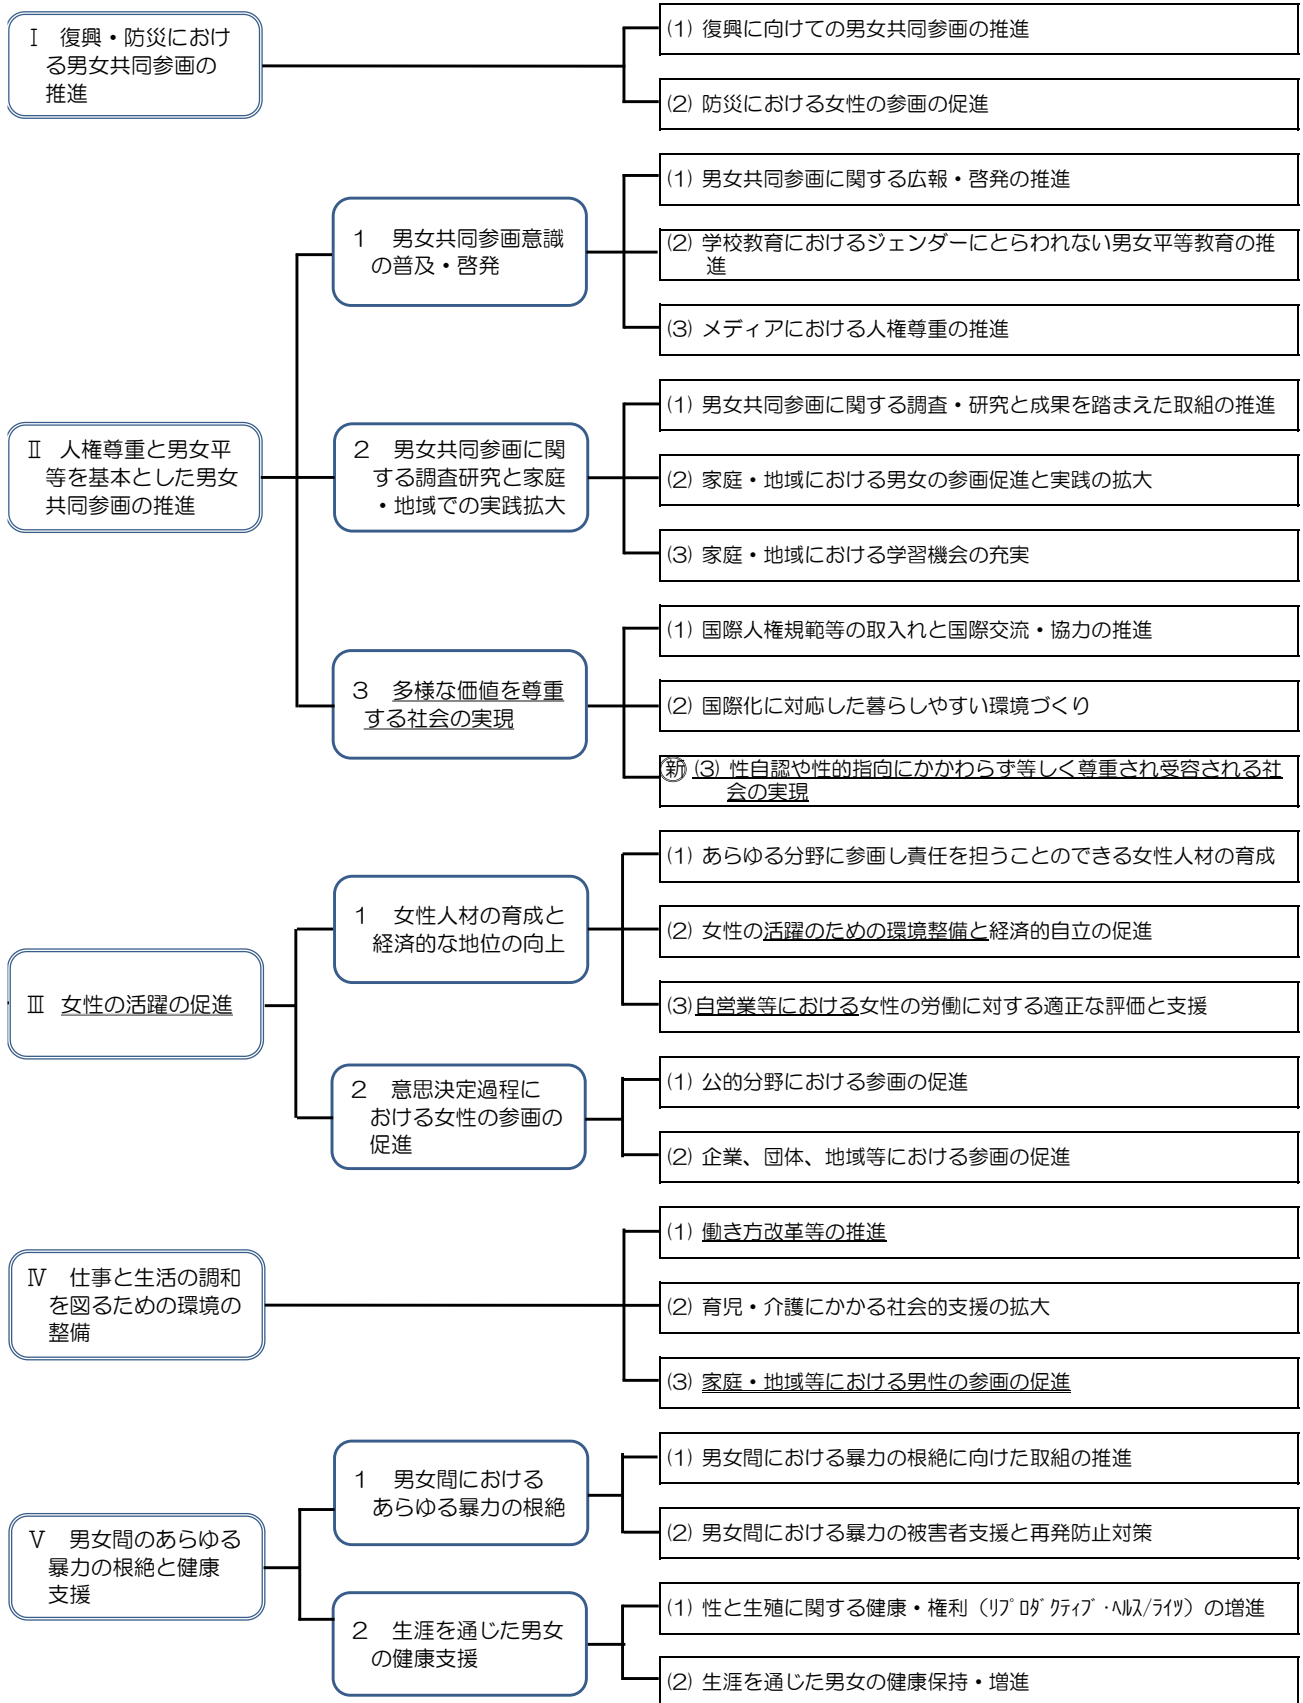 Ⅰ 復興・防災におけ
る男女共同参画の
推進
(1) 復興に向けての男女共同参画の推進
(2) 防災における女性の参画の促進
Ⅱ 人権尊重と男女平
等を基本とした男女
共同参画の推進
1 男女共同参画意識
の普及・啓発
(1) 男女共同参画に関する広報・啓発の推進
(2) 学校教育におけるジェンダーにとらわれない男女平等教育の推
進
(3) メディアにおける人権尊重の推進
2 男女共同参画に関
する調査研究と家庭
・地域での実践拡大
(1) 男女共同参画に関する調査・研究と成果を踏まえた取組の推進
(2) 家庭・地域における男女の参画促進と実践の拡大
(3) 家庭・地域における学習機会の充実
3 多様な価値を尊重
する社会の実現
(1) 国際人権規範等の取入れと国際交流・協力の推進
(2) 国際化に対応した暮らしやすい環境づくり
新 (3) 性自認や性的指向にかかわらず等しく尊重され受容される社
会の実現
Ⅲ 女性の活躍の促進
1 女性人材の育成と
経済的な地位の向上
(1) あらゆる分野に参画し責任を担うことのできる女性人材の育成
(2) 女性の活躍のための環境整備と経済的自立の促進
(3) 自営業等における女性の労働に対する適正な評価と支援
2 意思決定過程に
おける女性の参画の
促進
(1) 公的分野における参画の促進
(2) 企業、団体、地域等における参画の促進
Ⅳ 仕事と生活の調和
を図るための環境の
整備
(1) 働き方改革等の推進
(2) 育児・介護にかかる社会的支援の拡大
(3) 家庭・地域等における男性の参画の促進
Ⅴ 男女間のあらゆる
暴力の根絶と健康
支援
1 男女間における
あらゆる暴力の根絶
(1) 男女間における暴力の根絶に向けた取組の推進
(2) 男女間における暴力の被害者支援と再発防止対策
2 生涯を通じた男女
の健康支援
(1) 性と生殖に関する健康・権利（ﾘﾌﾟﾛﾀﾞｸﾃｨﾌﾞ・ﾍﾙｽ/ﾗｲﾂ）の増進
(2) 生涯を通じた男女の健康保持・増進